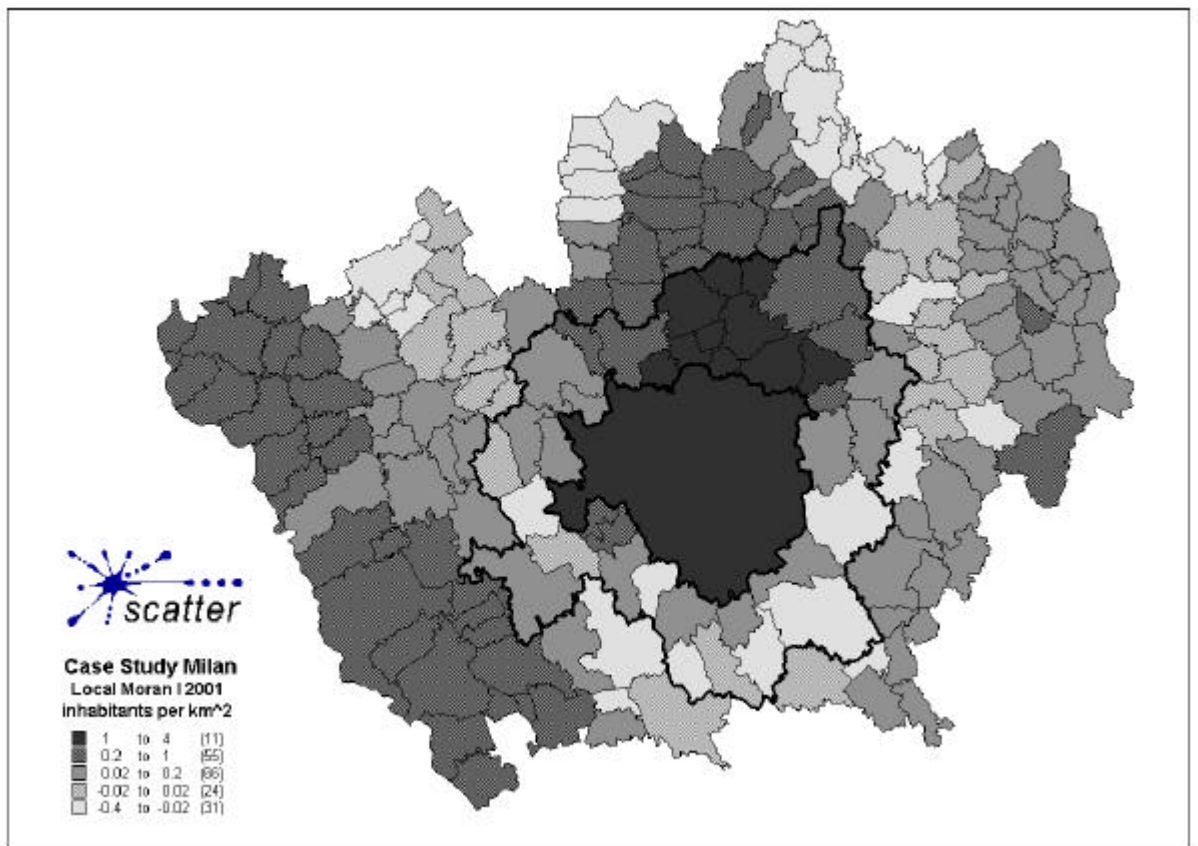 scatter
Case Study Milan
Local Moran I 2001
inhabitants per km^2
1 to 4 (11)
0.2 to 1 (55)
0.02 to 0.2 (86)
-0.02 to 0.02 (24)
-0.4 to -0.02 (31)